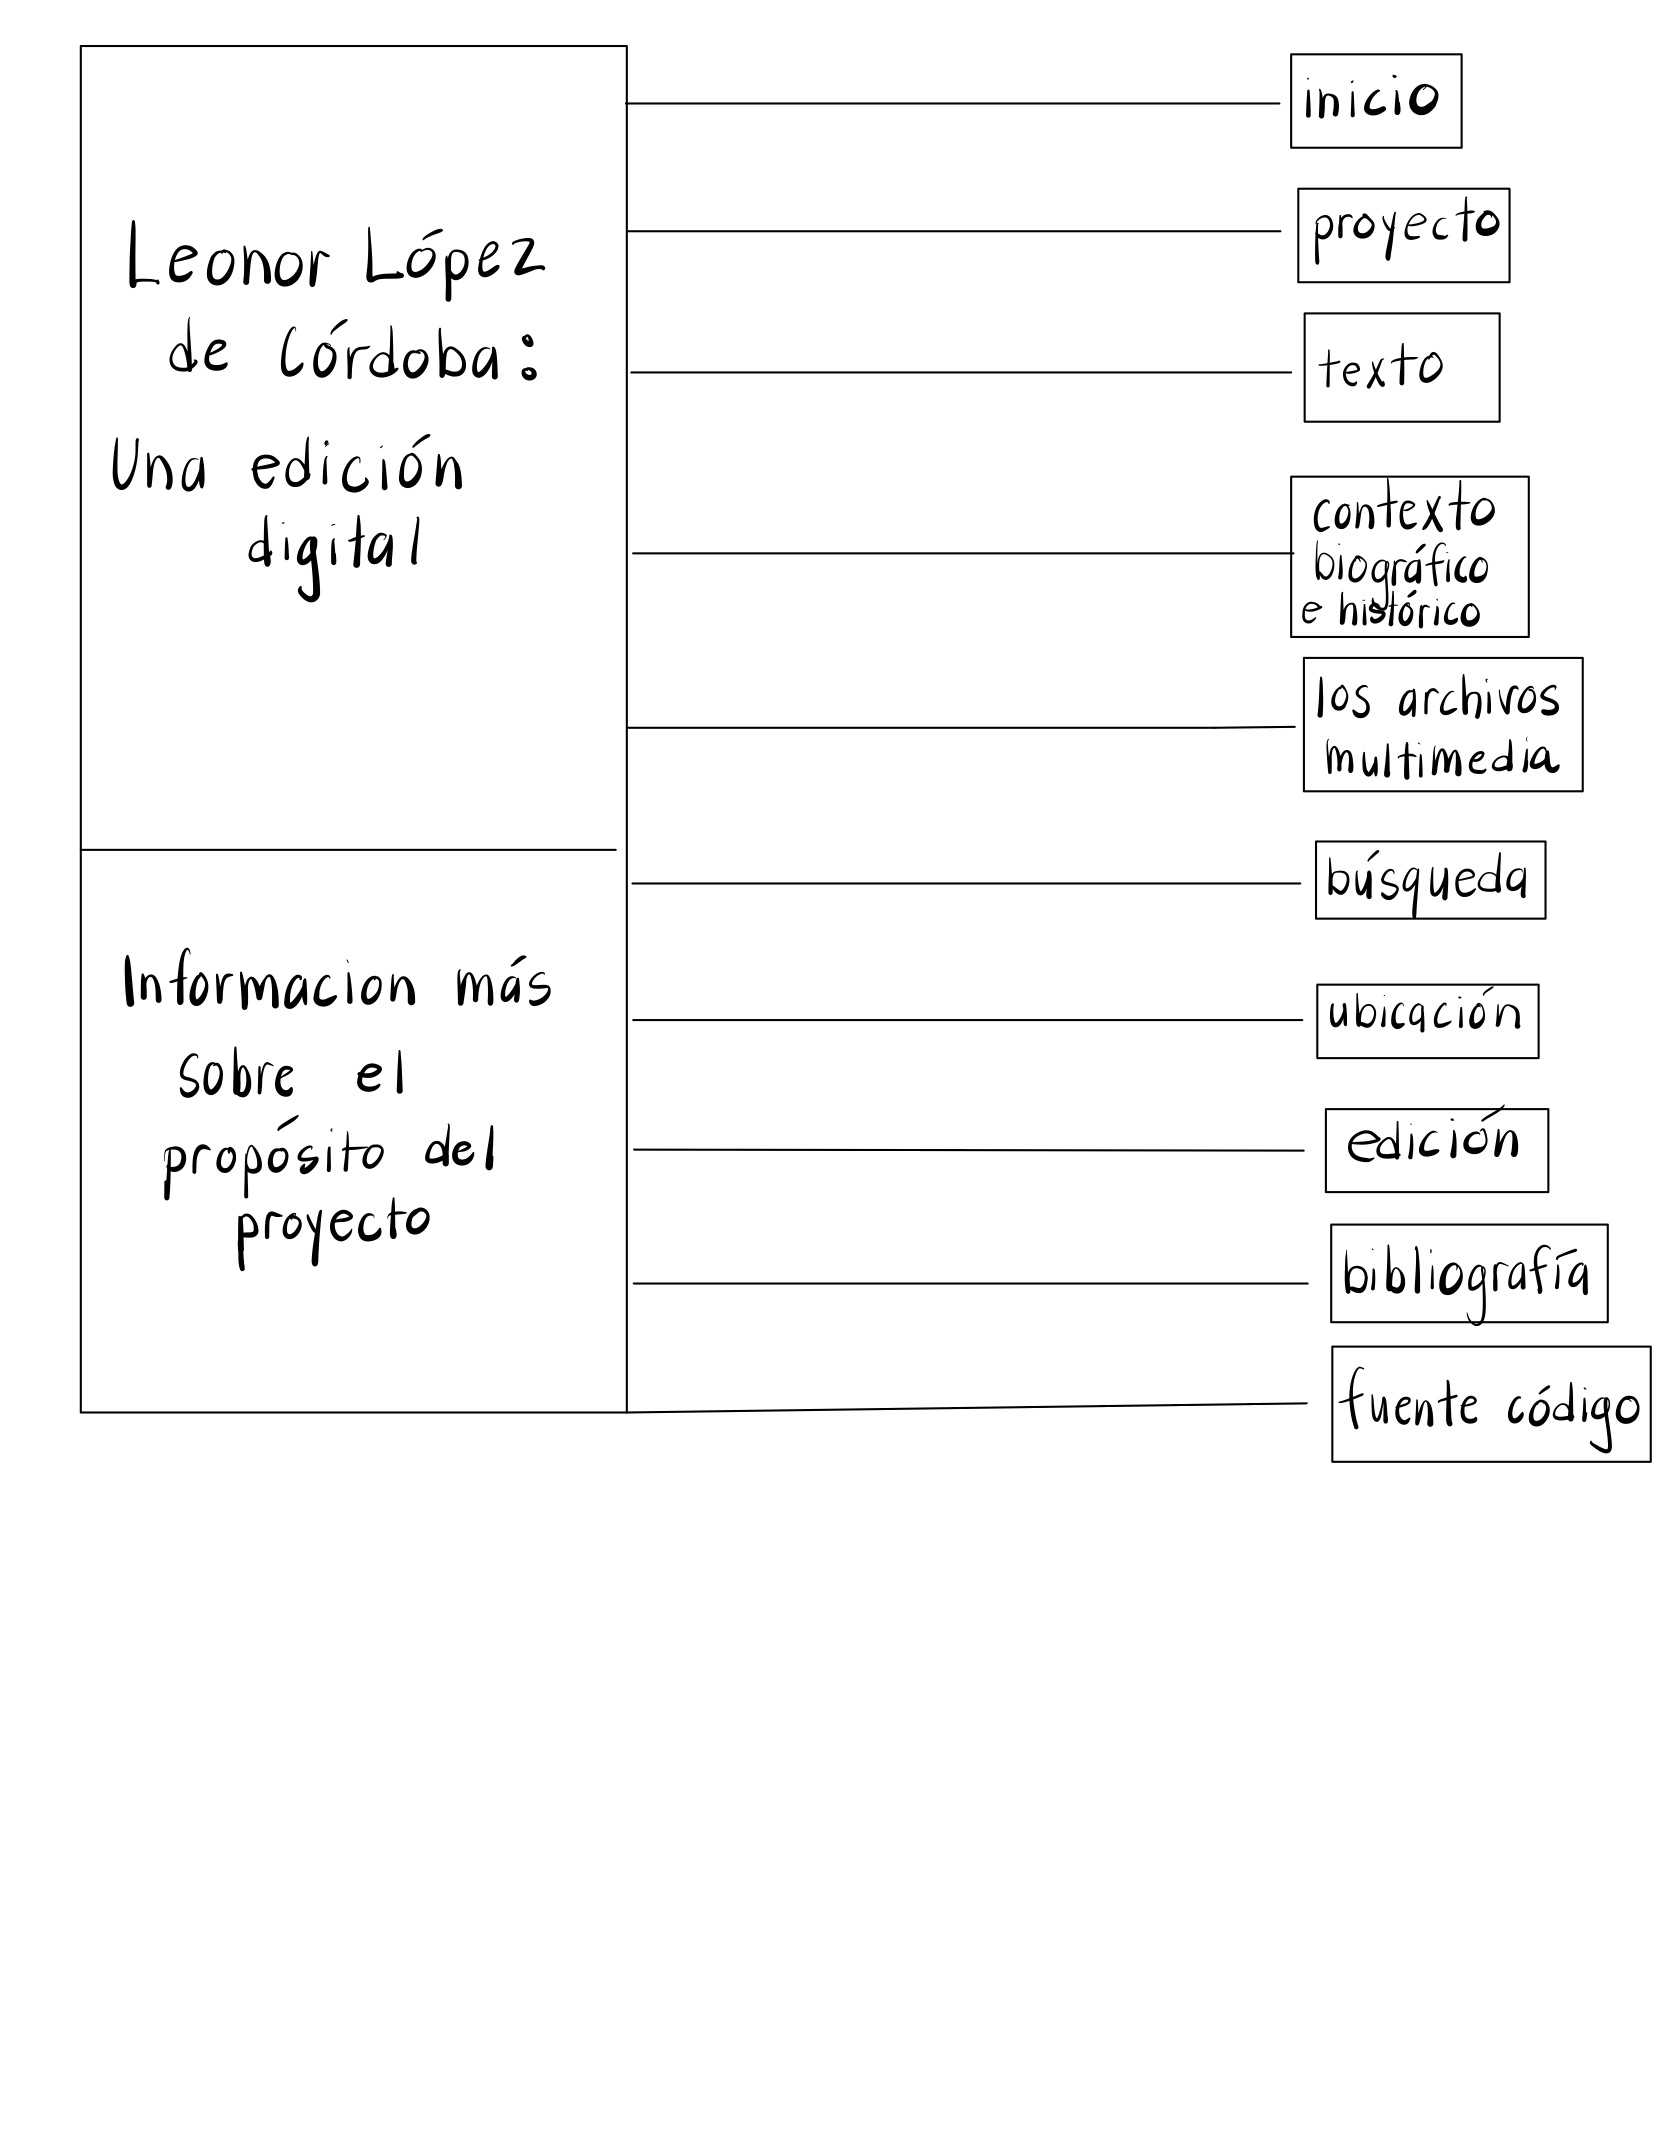 Leonor López
de Córdoba:
Una edición
digital
Informacion más
sobre el
propósito del
proyecto
inicio
proyecto
texto
contexto
biográfico
e histórico
los archivos
multimedia
búsqueda
ubicación
edición
bibliografía
fuente código